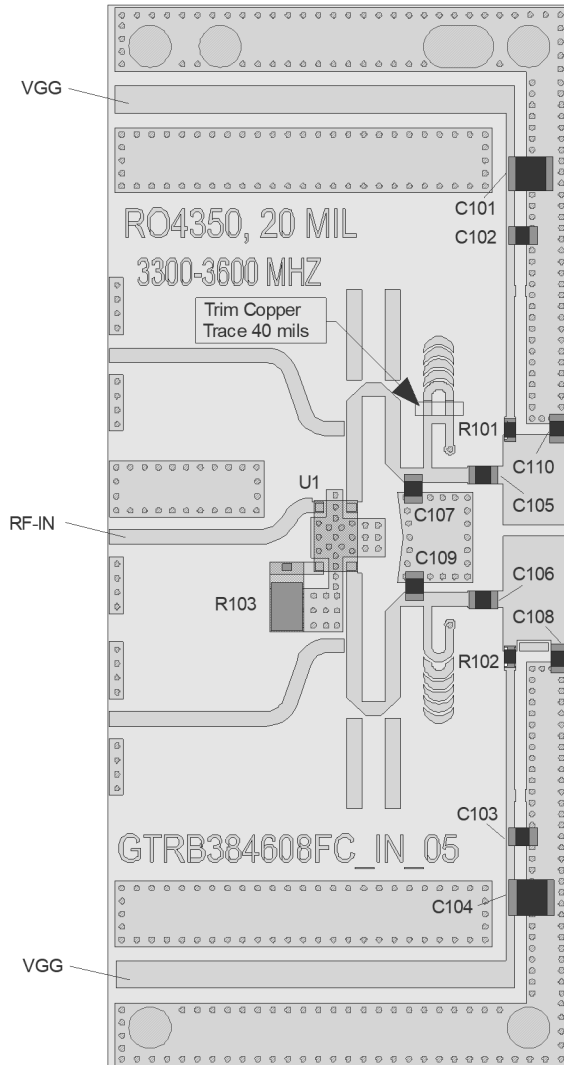 VGG
C101
RO4350, 20 MIL
C102
3300-3600 MHZ
Trim Copper
Trace 40 mils
R101
C110
U1
C105
C107
RF-IN
C109
C106
R103
C108
R102
C103
GTRB384608FC_IN_05
C104
VGG